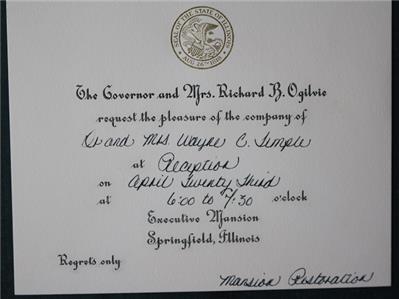 SEAL OF THE STATE OF ILLINOIS
AUG. 26TH 1818
The Governor and Mrs. Richard B. Ogilvie
request the pleasure of the company of
Dr and Mrs. Wayne C. Temple
at Reception
on April Twenty Third
at 6:00 to 7:30 o'clock
Executive Mansion
Springfield, Illinois
Regrets only
Mansion Restoration